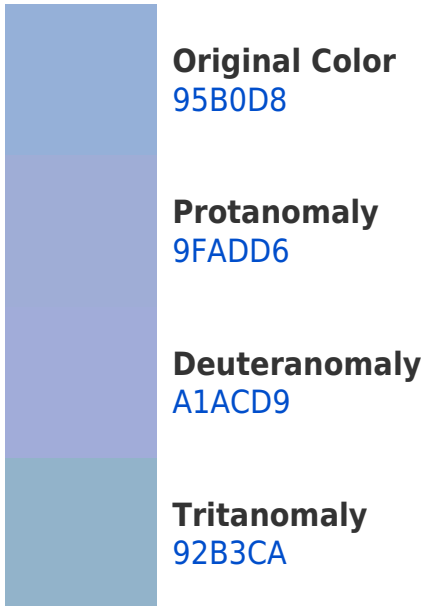 Original Color
95B0D8
Protanomaly
9FADD6
Deuteranomaly
A1ACD9
Tritanomaly
92B3CA